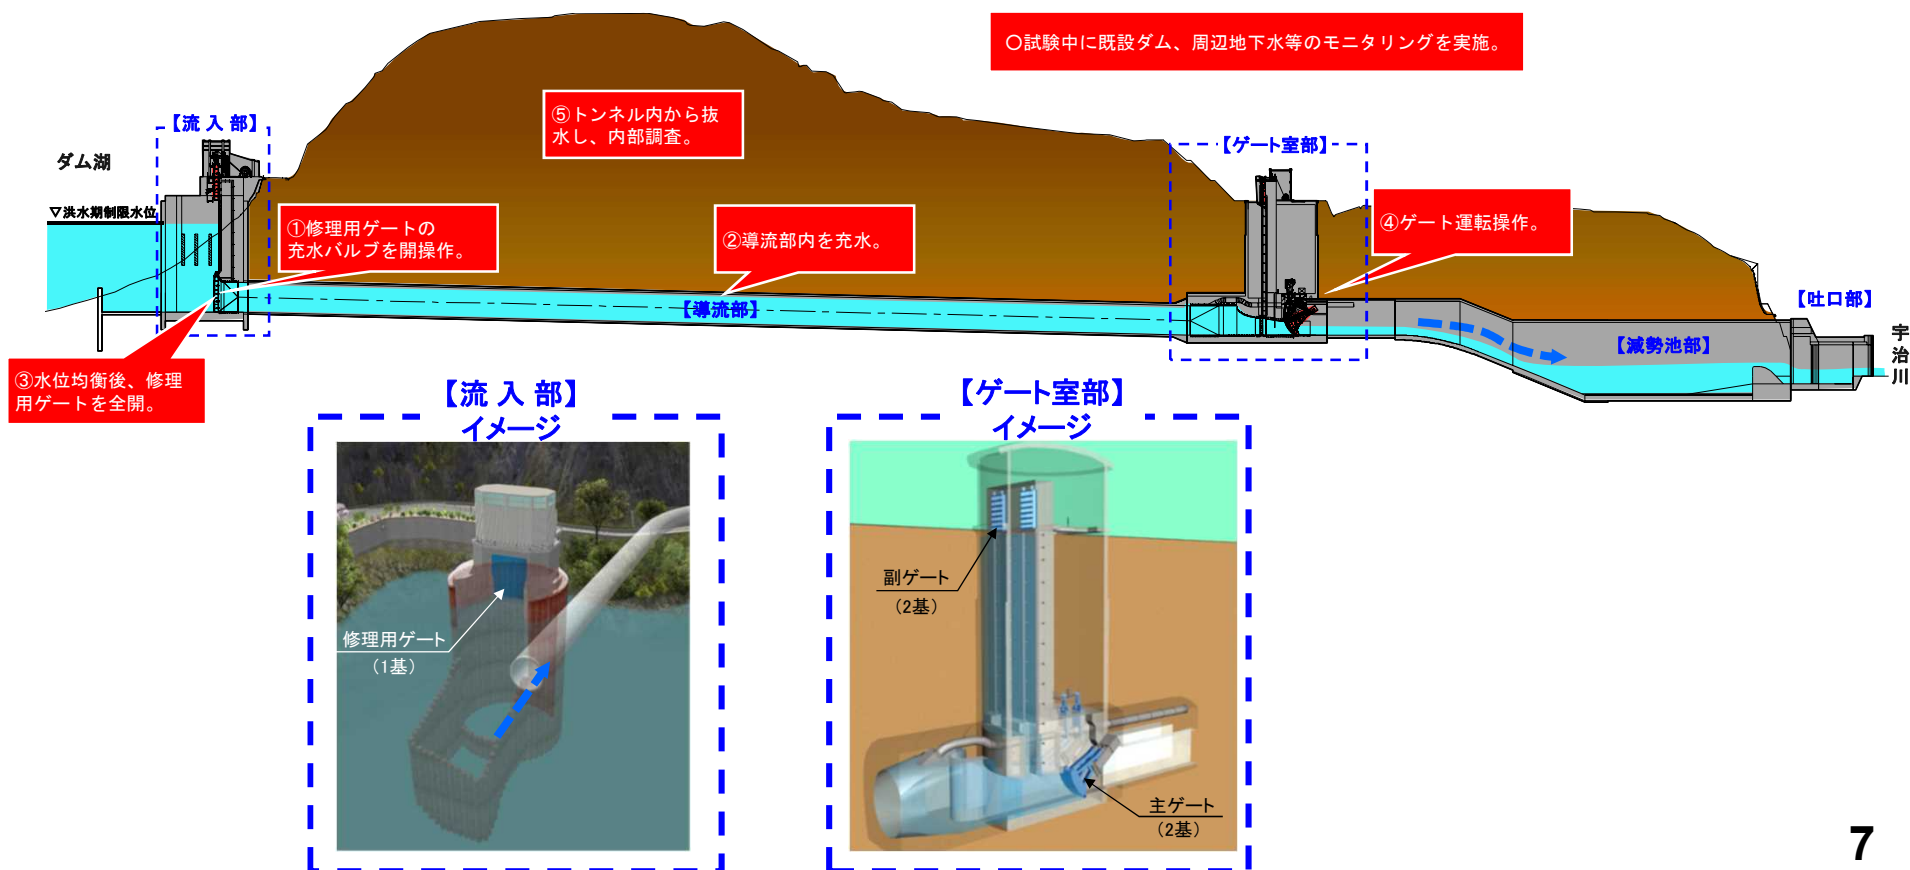 〇試験中に既設ダム、周辺地下水等のモニタリングを実施。
⑤トンネル内から抜
水し、内部調査。
【流 入 部】
【ゲート室部】
ダム湖
▽洪水期制限水位
①修理用ゲートの
充水バルブを開操作。
②導流部内を充水。
④ゲート運転操作。
【導流部】
【吐口部】
宇治川
【減勢池部】
③水位均衡後、修理
用ゲートを全開。
【流 入 部】
イメージ
修理用ゲート
（1基）
【ゲート室部】
イメージ
副ゲート
（2基）
主ゲート
（2基）
7